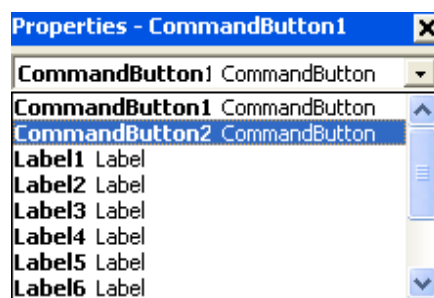 Properties - CommandButton1
CommandButton1 CommandButton
CommandButton1 CommandButton
CommandButton2 CommandButton
Label1 Label
Label2 Label
Label3 Label
Label4 Label
Label5 Label
Label6 Label